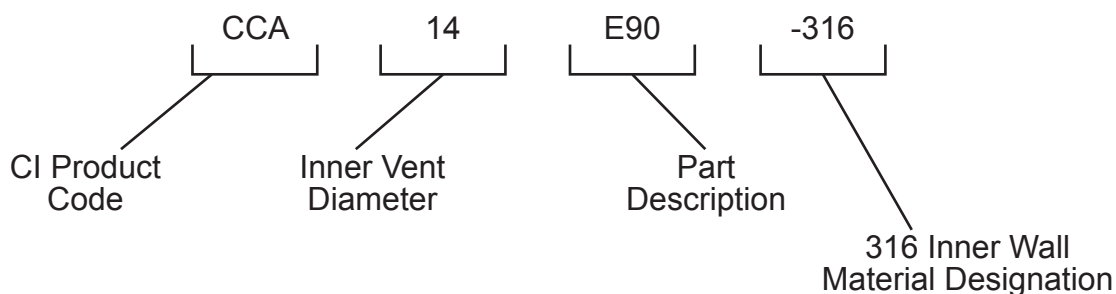 CCA 14 E90 -316
CI Product Code
Inner Vent Diameter
Part Description
316 Inner Wall
Material Designation